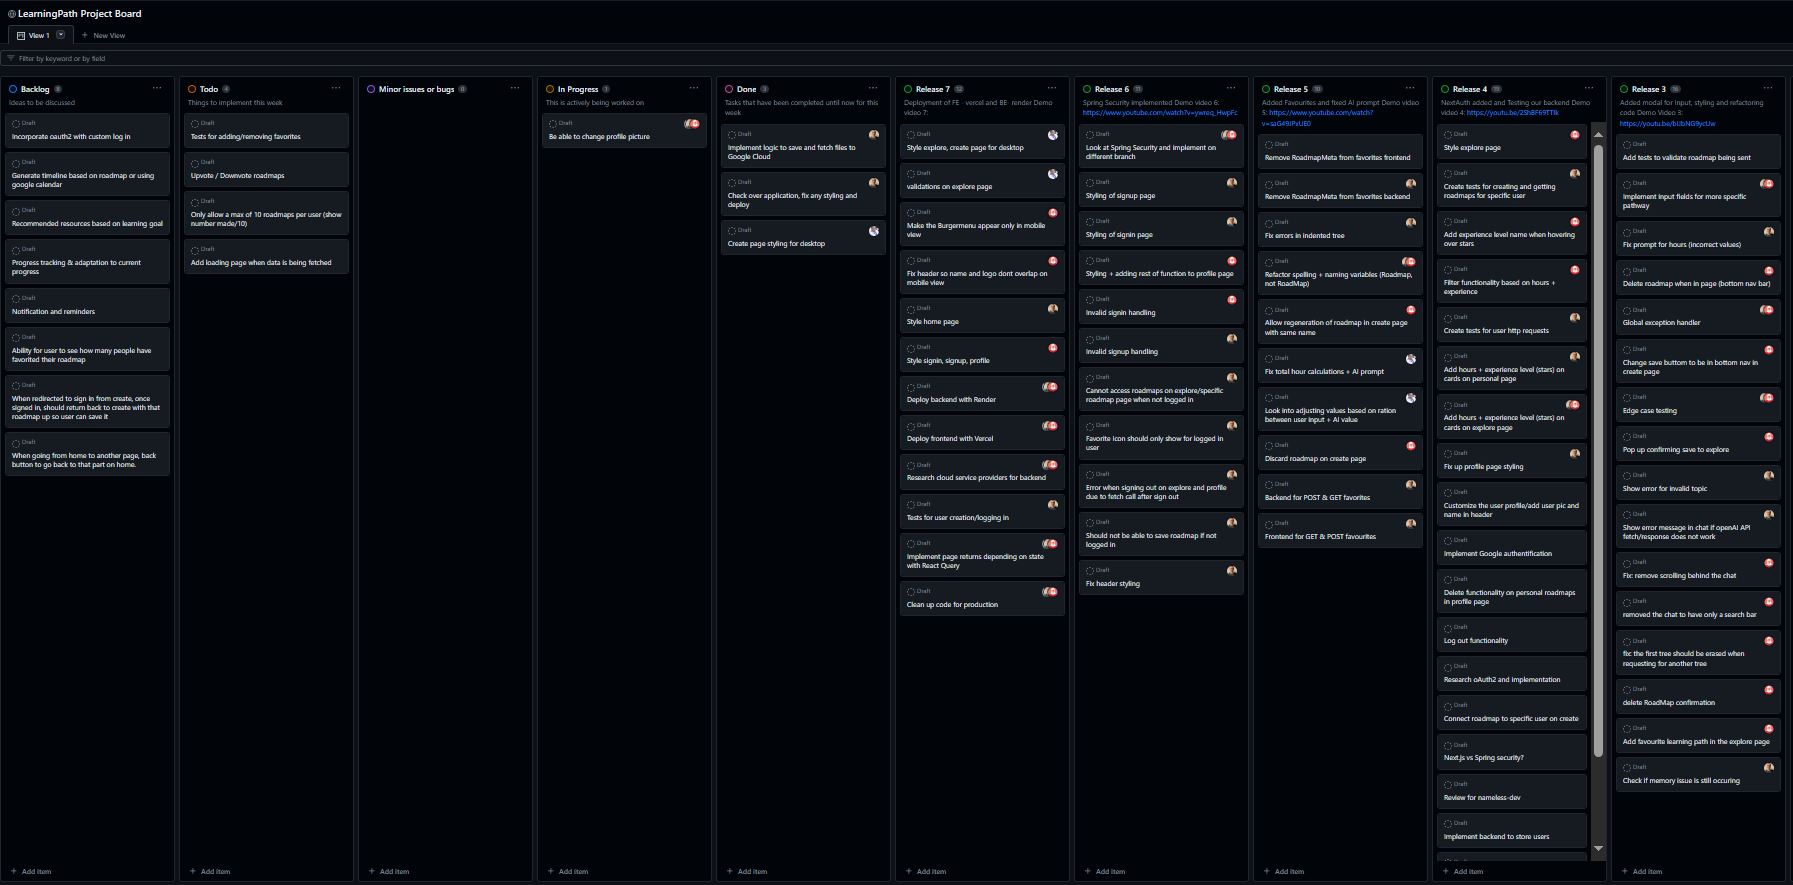 LearningPath Project Board
View 1
New View
Filter by keyword or by field
Backlog 8
Ideas to be discussed
Draft
Incorporate oauth2 with custom log in
Draft
Generate timeline based on roadmap or using
google calendar
Draft
Recommended resources based on learning goal
Draft
Progress tracking & adaptation to current
progress
Draft
Notification and reminders
Draft
Ability for user to see how many people have
favorited their roadmap
Draft
When redirected to sign in from create, once
signed in, should return back to create with that
roadmap up so user can save it
Draft
When going from home to another page, back
button to go back to that part on home.
Add item
Todo 4
Things to implement this week
Draft
Tests for adding/removing favorites
Draft
Upvote / Downvote roadmaps
Draft
Only allow a max of 10 roadmaps per user (show
number made/10)
Draft
Add loading page when data is being fetched
Add item
Minor issues or bugs 0
Add item
In Progress 1
This is actively being worked on
Draft
Be able to change profile picture
Add item
Done 3
Tasks that have been completed until now for this
week
Draft
Implement logic to save and fetch files to
Google Cloud
Draft
Check over application, fix any styling and
deploy
Draft
Create page styling for desktop
Add item
Release 7 12
Deployment of FE - vercel and BE - render Demo
video 7:
Draft
Style explore, create page for desktop
Draft
validations on explore page
Draft
Make the Burgermenu appear only in mobile
view
Draft
Fix header so name and logo dont overlap on
mobile view
Draft
Style home page
Draft
Style signin, signup, profile
Draft
Deploy backend with Render
Draft
Deploy frontend with Vercel
Draft
Research cloud service providers for backend
Draft
Tests for user creation/logging in
Draft
Implement page returns depending on state
with React Query
Draft
Clean up code for production
Add item
Release 6 11
Spring Security implemented Demo video 6:
https://www.youtube.com/watch?v=ywreq_HwpFc
Draft
Look at Spring Security and implement on
different branch
Draft
Styling of signup page
Draft
Styling of signin page
Draft
Styling + adding rest of function to profile page
Draft
Invalid signin handling
Draft
Invalid signup handling
Draft
Cannot access roadmaps on explore/specific
roadmap page when not logged in
Draft
Favorite icon should only show for logged in
user
Draft
Error when signing out on explore and profile
due to fetch call after sign out
Draft
Should not be able to save roadmap if not
logged in
Draft
Fix header styling
Add item
Release 5 10
Added Favourites and fixed AI prompt Demo video
5: https://www.youtube.com/watch?
Draft
Remove RoadmapMeta from favorites frontend
Draft
Remove RoadmapMeta from favorites backend
Draft
Fix errors in indented tree
Draft
Refactor spelling + naming variables (Roadmap,
not RoadMap)
Draft
Allow regeneration of roadmap in create page
with same name
Draft
Fix total hour calculations + AI prompt
Draft
Look into adjusting values based on ration
between user input + AI value
Draft
Discard roadmap on create page
Draft
Backend for POST & GET favorites
Draft
Frontend for GET & POST favourites
Add item
Release 4
NextAuth added and Testing our backend Demo
video 4:
Draft
Style explore page
Draft
Create tests for creating and getting
roadmaps for specific user
Draft
Add experience level name when hovering
over stars
Draft
Filter functionality based on hours +
experience
Draft
Create tests for user http requests
Draft
Add hours + experience level (stars) on
cards on personal page
Draft
Add hours + experience level (stars) on
cards on explore page
Draft
Fix up profile page styling
Draft
Customize the user profile/add user pic and
name in header
Draft
Implement Google authentification
Draft
Delete functionality on personal roadmaps
in profile page
Draft
Log out functionality
Draft
Research oAuth2 and implementation
Draft
Connect roadmap to specific user on create
Draft
Next.js vs Spring security?
Draft
Review for nameless-dev
Draft
Implement backend to store users
Add item
Release 3 16
Added modal for input, styling and refactoring
code Demo Video 3:
Draft
Add tests to validate roadmap being sent
Draft
Implement input fields for more specific
pathway
Draft
Fix prompt for hours (incorrect values)
Draft
Delete roadmap when in page (bottom nav bar)
Draft
Global exception handler
Draft
Change save buttom to be in bottom nav in
create page
Draft
Edge case testing
Draft
Pop up confirming save to explore
Draft
Show error for invalid topic
Draft
Show error message in chat if openAI API
fetch/response does not work
Draft
Fix: remove scrolling behind the chat
Draft
removed the chat to have only a search bar
Draft
fix: the first tree should be erased when
requesting for another tree
Draft
delete RoadMap confirmation
Draft
Add favourite learning path in the explore page
Draft
Check if memory issue is still occuring
Add item